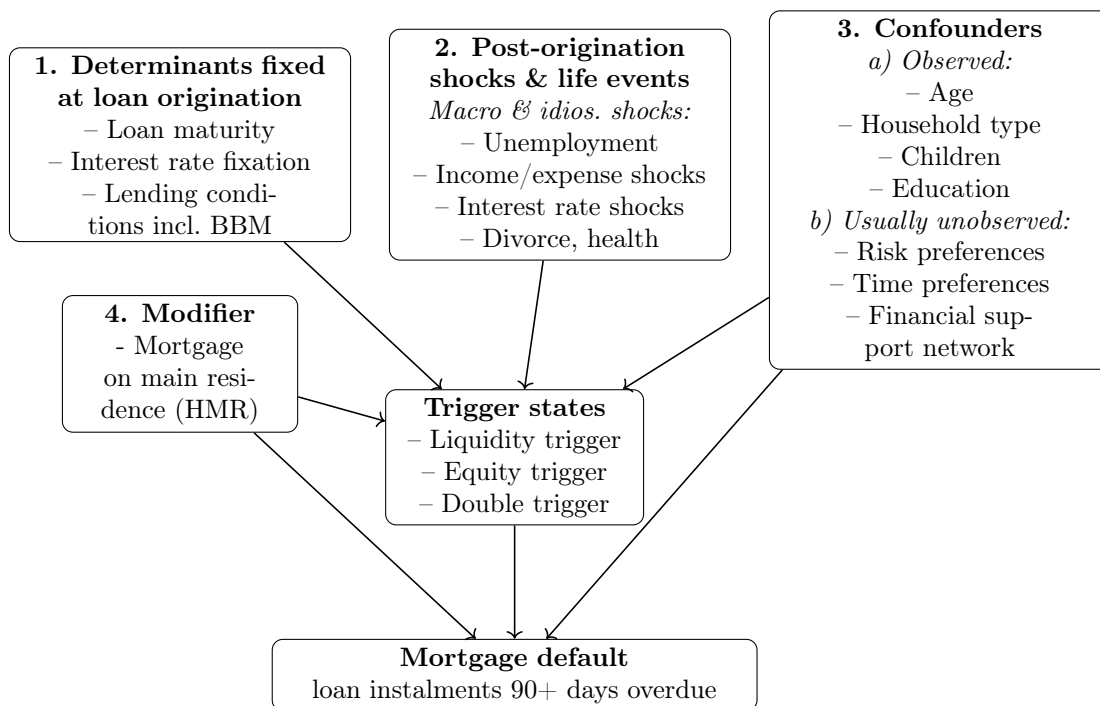 1. Determinants fixed
at loan origination
– Loan maturity
– Interest rate fixation
– Lending condi-
tions incl. BBM
2. Post-origination
shocks & life events
Macro & idios. shocks:
– Unemployment
– Income/expense shocks
– Interest rate shocks
– Divorce, health
3. Confounders
a) Observed:
– Age
– Household type
– Children
– Education
b) Usually unobserved:
– Risk preferences
– Time preferences
– Financial sup-
port network
4. Modifier
- Mortgage
on main resi-
dence (HMR)
Trigger states
– Liquidity trigger
– Equity trigger
– Double trigger
Mortgage default
loan instalments 90+ days overdue